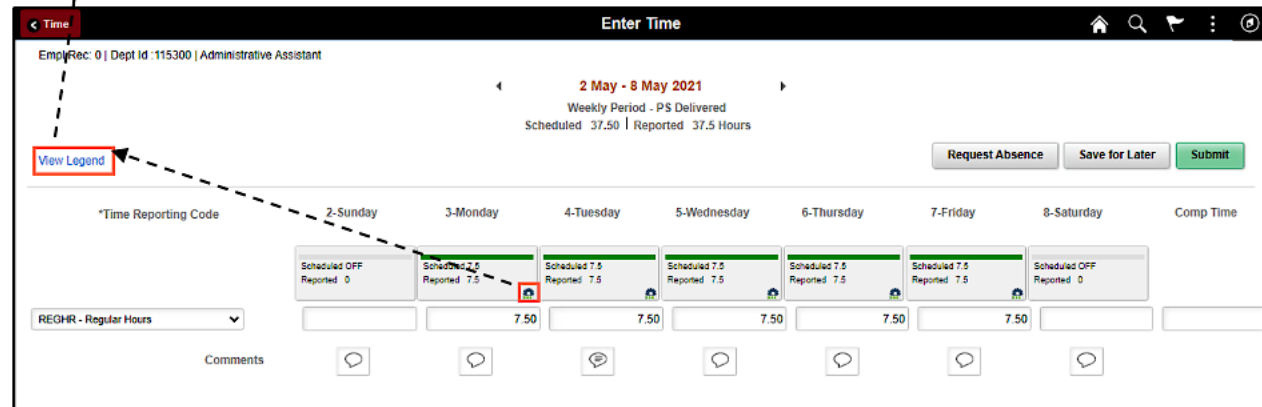 Time
Enter Time
Empl Rec: 0 | Dept Id :115300 | Administrative Assistant
2 May - 8 May 2021
Weekly Period - PS Delivered
Scheduled 37.50 | Reported 37.5 Hours
View Legend
Request Absence Save for Later Submit
*Time Reporting Code 2-Sunday 3-Monday 4-Tuesday 5-Wednesday 6-Thursday 7-Friday 8-Saturday Comp Time
Scheduled OFF Scheduled 7.5 Scheduled 7.5 Scheduled 7.5 Scheduled 7.5 Scheduled 7.5 Scheduled OFF
Reported 0 Reported 7.5 Reported 7.5 Reported 7.5 Reported 7.5 Reported 7.5 Reported 0
REGHR - Regular Hours 7.50 7.50 7.50 7.50 7.50
Comments